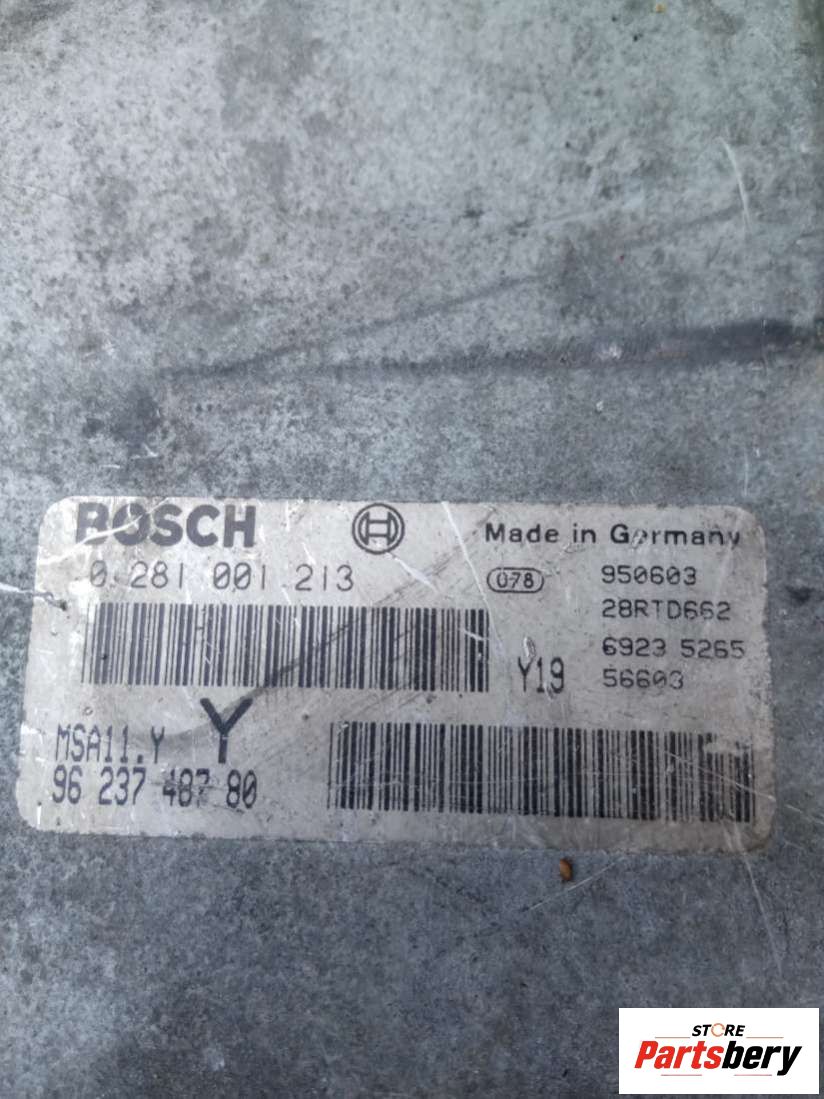 BOSCH
Made in Germany
0 281 001 213
078
950603
28RTD662
6923 5265
Y19
56603
MSA11.Y
Y
96 237 487 80
STORE
Partsbery